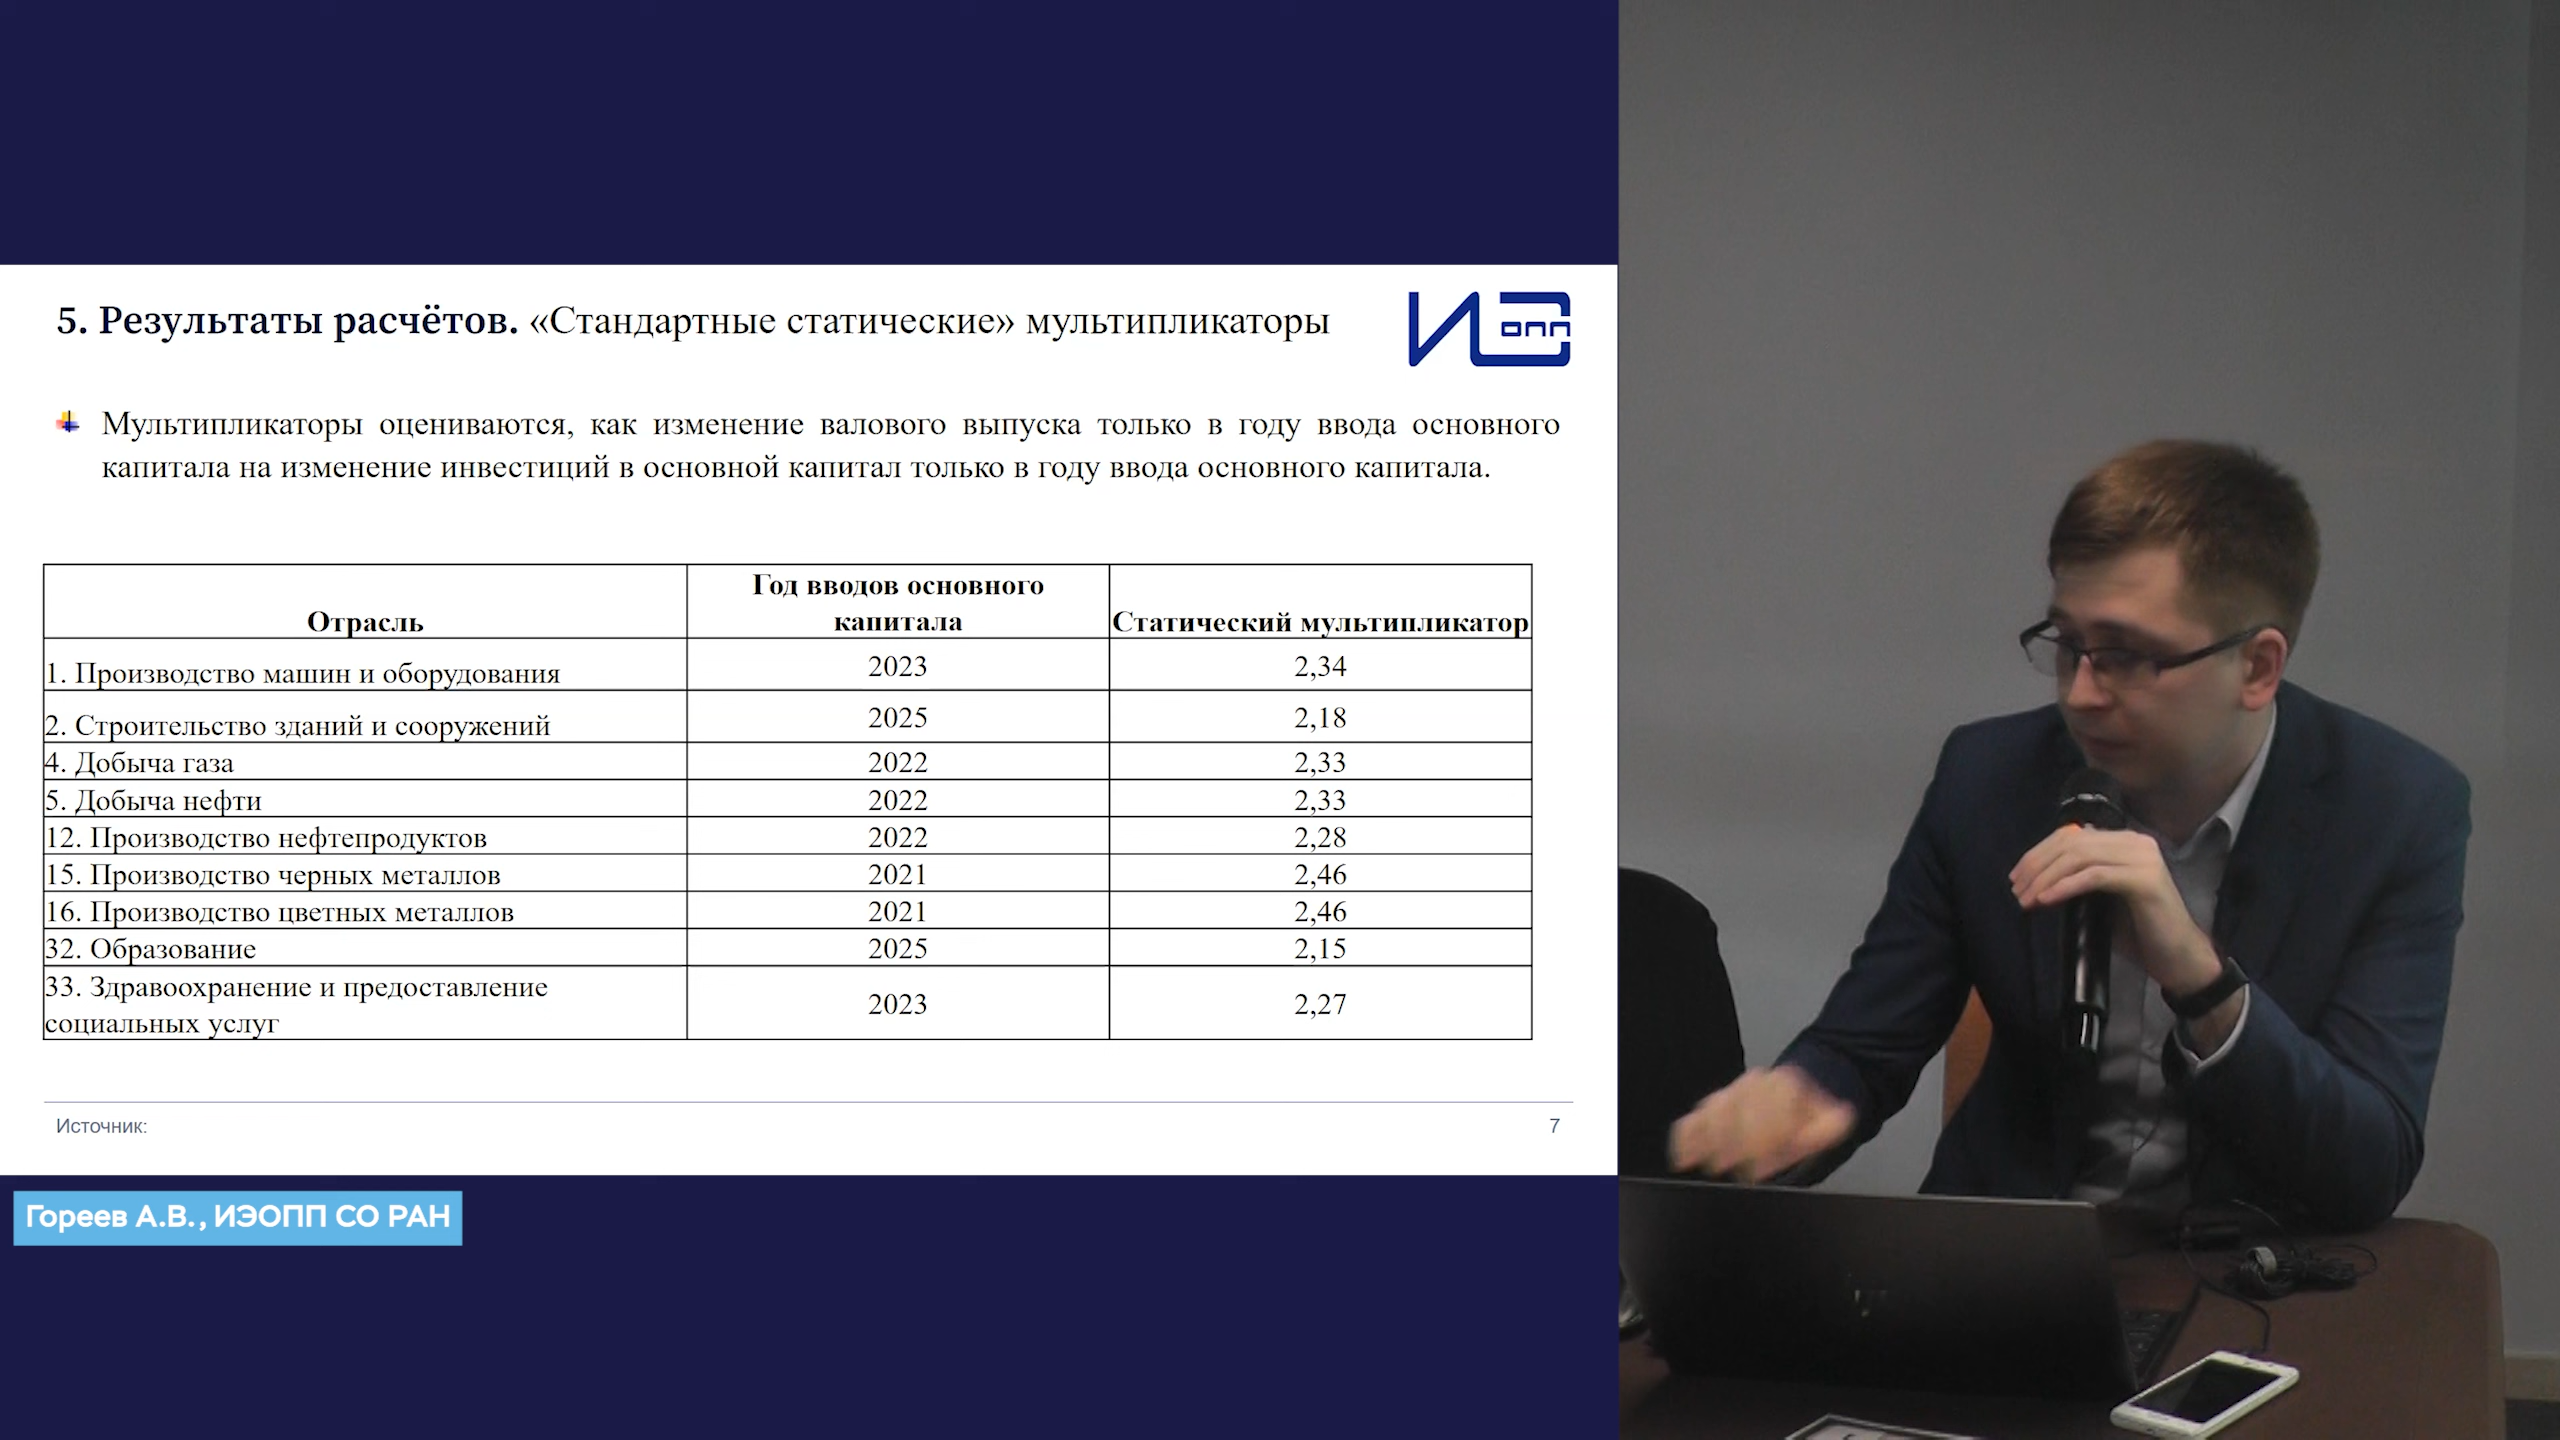 5. Результаты расчётов. «Стандартные статические» мультипликаторы
ИЭ опп
Мультипликаторы оцениваются, как изменение валового выпуска только в году ввода основного
капитала на изменение инвестиций в основной капитал только в году ввода основного капитала.
Отрасль Год вводов основного капитала Статический мультипликатор
1. Производство машин и оборудования 2023 2,34
2. Строительство зданий и сооружений 2025 2,18
4. Добыча газа 2022 2,33
5. Добыча нефти 2022 2,33
12. Производство нефтепродуктов 2022 2,28
15. Производство черных металлов 2021 2,46
16. Производство цветных металлов 2021 2,46
32. Образование 2025 2,15
33. Здравоохранение и предоставление социальных услуг 2023 2,27
Источник: 7
Гореев А.В., ИЭОПП СО РАН